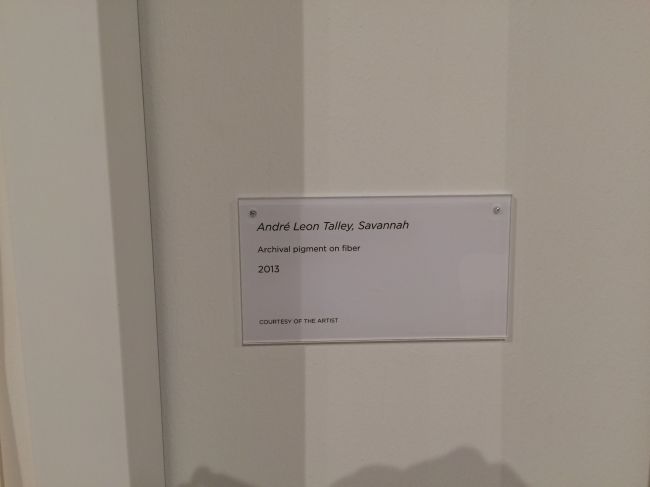 André Leon Talley, Savannah
Archival pigment on fiber
2013
COURTESY OF THE ARTIST